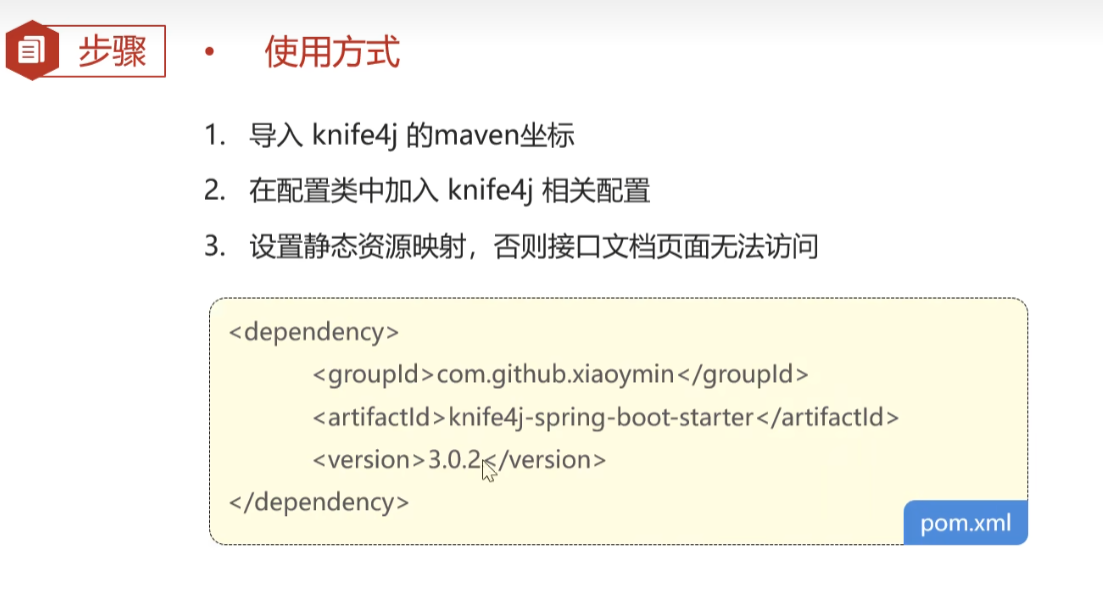 步骤
• 使用方式
1. 导入 knife4j 的maven坐标
2. 在配置类中加入 knife4j 相关配置
3. 设置静态资源映射，否则接口文档页面无法访问
<dependency>
<groupId>com.github.xiaoymin</groupId>
<artifactId>knife4j-spring-boot-starter</artifactId>
<version>3.0.2</version>
</dependency>
pom.xml